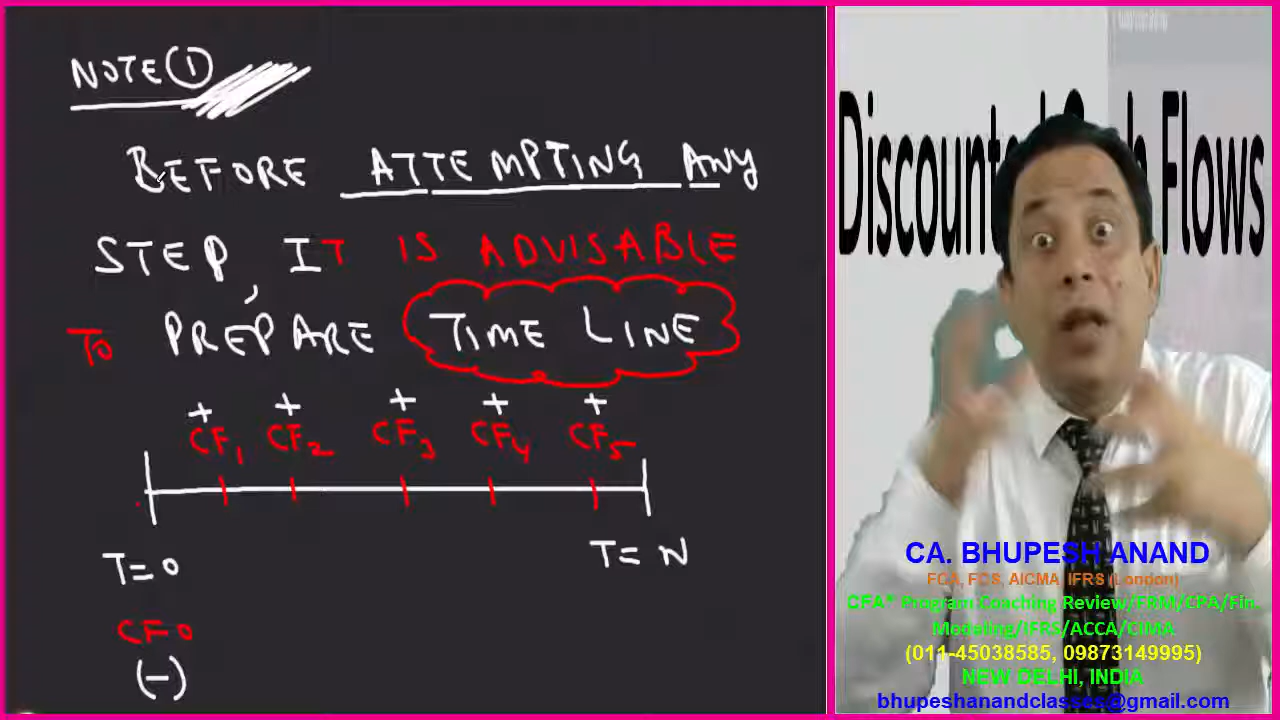 NOTE 1
BEFORE ATTEMPTING ANY
STEP, IT IS ADVISABLE
TO PREPARE TIME LINE
+ + + + +
CF1 CF2 CF3 CF4 CF5
T=0 T=N
CF0
(-)
Discounted Cash Flows
CA. BHUPESH ANAND
FCA, FCS, AICMA, IFRS (London)
CFA® Program Coaching Review/FRM/CPA/Fin.
Modeling/IFRS/ACCA/CIMA
(011-45038585, 09873149995)
NEW DELHI, INDIA
bhupeshanandclasses@gmail.com